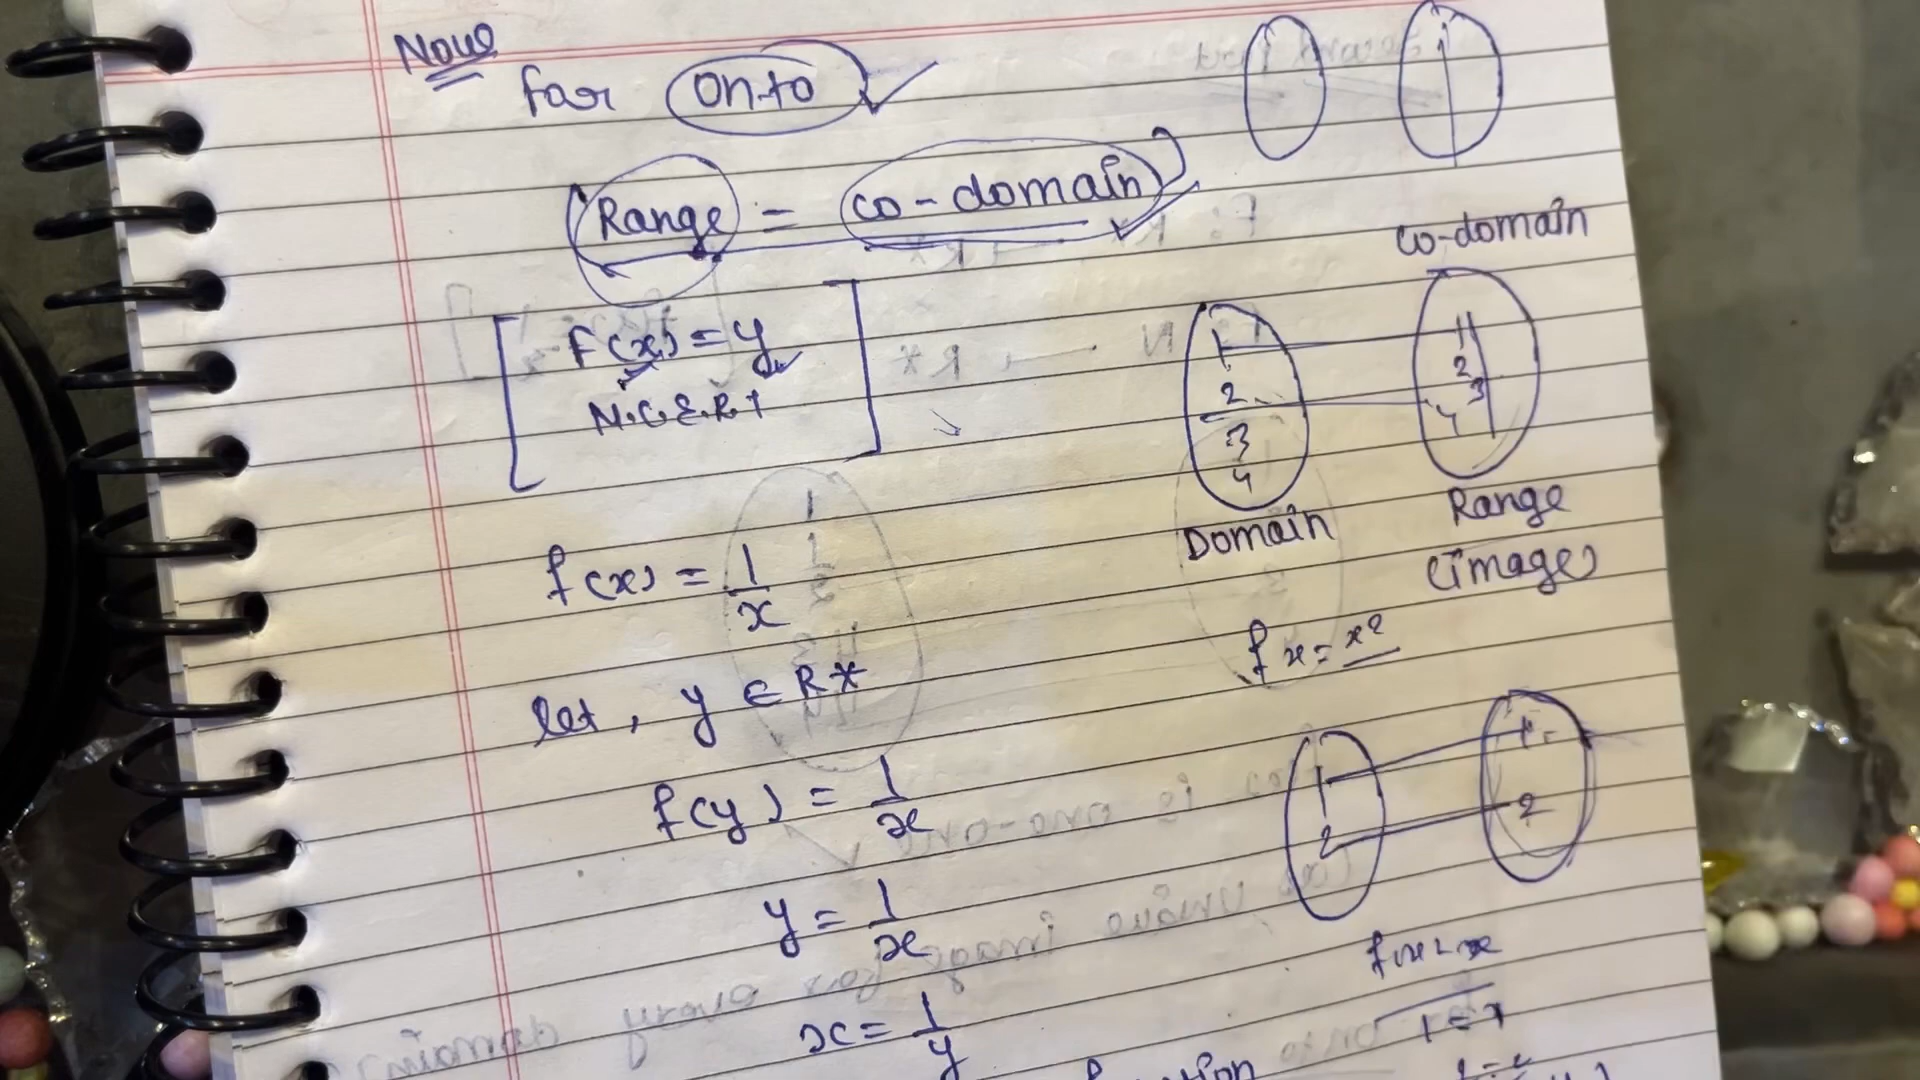 Now
for onto
Range = co-domain
co-domain
f(x) = y
N.C.E.R.T
1
2
3
4
1
2
3
4
Domain
Range
(image)
f(x) = 1/x
f x = x²
let, y ∈ R*
f(y) = 1/x
1
2
1
2
y = 1/x
x = 1/y